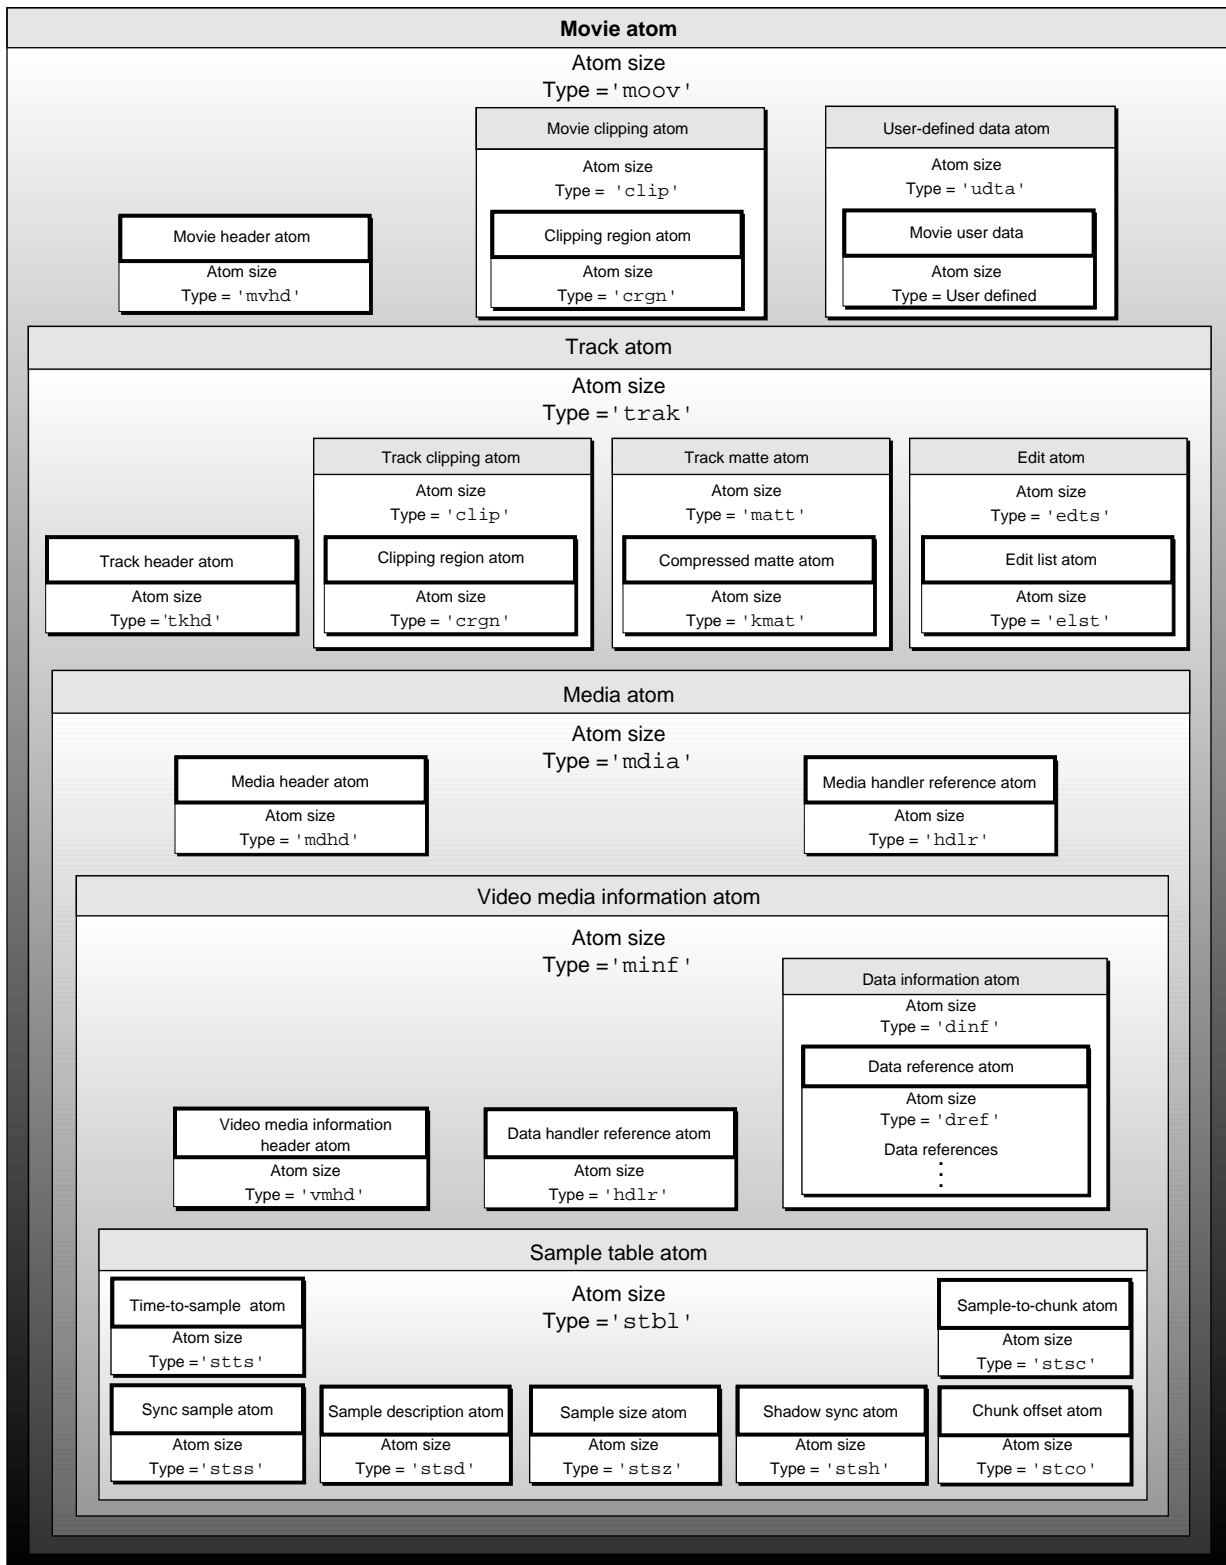 Movie atom
Atom size
Type ='moov'
Movie clipping atom
Atom size
Type = 'clip'
Clipping region atom
Atom size
Type = 'crgn'
User-defined data atom
Atom size
Type = 'udta'
Movie user data
Atom size
Type = User defined
Movie header atom
Atom size
Type = 'mvhd'
Track atom
Atom size
Type ='trak'
Track header atom
Atom size
Type ='tkhd'
Track clipping atom
Atom size
Type = 'clip'
Clipping region atom
Atom size
Type = 'crgn'
Track matte atom
Atom size
Type = 'matt'
Compressed matte atom
Atom size
Type = 'kmat'
Edit atom
Atom size
Type = 'edts'
Edit list atom
Atom size
Type = 'elst'
Media atom
Atom size
Type ='mdia'
Media header atom
Atom size
Type = 'mdhd'
Media handler reference atom
Atom size
Type = 'hdlr'
Video media information atom
Atom size
Type ='minf'
Video media information
header atom
Atom size
Type = 'vmhd'
Data handler reference atom
Atom size
Type = 'hdlr'
Data information atom
Atom size
Type = 'dinf'
Data reference atom
Atom size
Type = 'dref'
Data references
Sample table atom
Atom size
Type ='stbl'
Time-to-sample atom
Atom size
Type ='stts'
Sample-to-chunk atom
Atom size
Type = 'stsc'
Sync sample atom
Atom size
Type ='stss'
Sample description atom
Atom size
Type = 'stsd'
Sample size atom
Atom size
Type = 'stsz'
Shadow sync atom
Atom size
Type = 'stsh'
Chunk offset atom
Atom size
Type = 'stco'